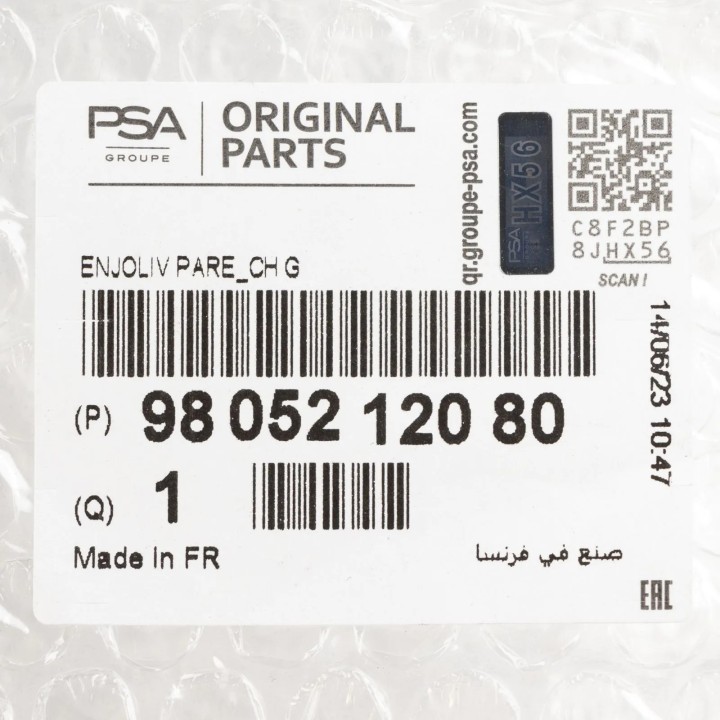 PSA
GROUPE
ORIGINAL
PARTS
qr.groupe-psa.com
PSA
HX56
C8F2BP
8JHX56
SCAN!
ENJOLIV PARE_CH G
14/06/23 10:47
(P) 98 052 120 80
(Q) 1
Made In FR
صنع في فرنسا
EAC